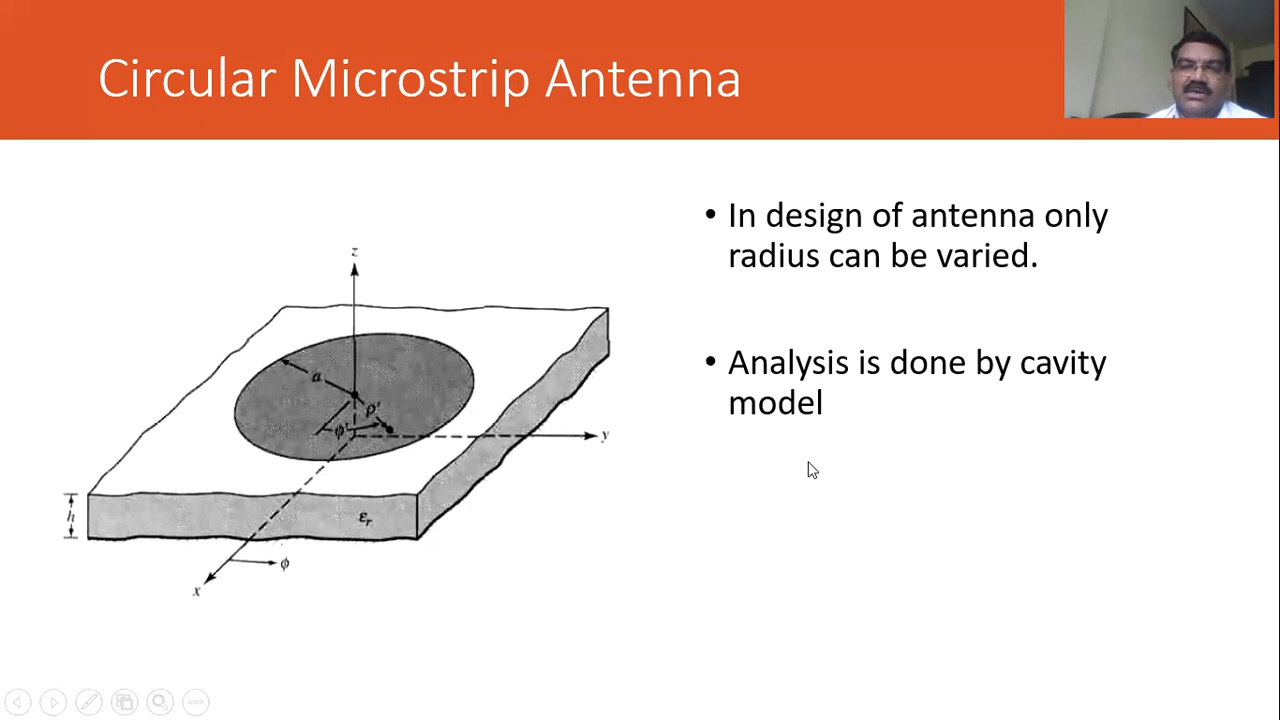 Circular Microstrip Antenna
• In design of antenna only
radius can be varied.
• Analysis is done by cavity
model
z
a
ρ'
ϕ'
y
h
εr
ϕ
x